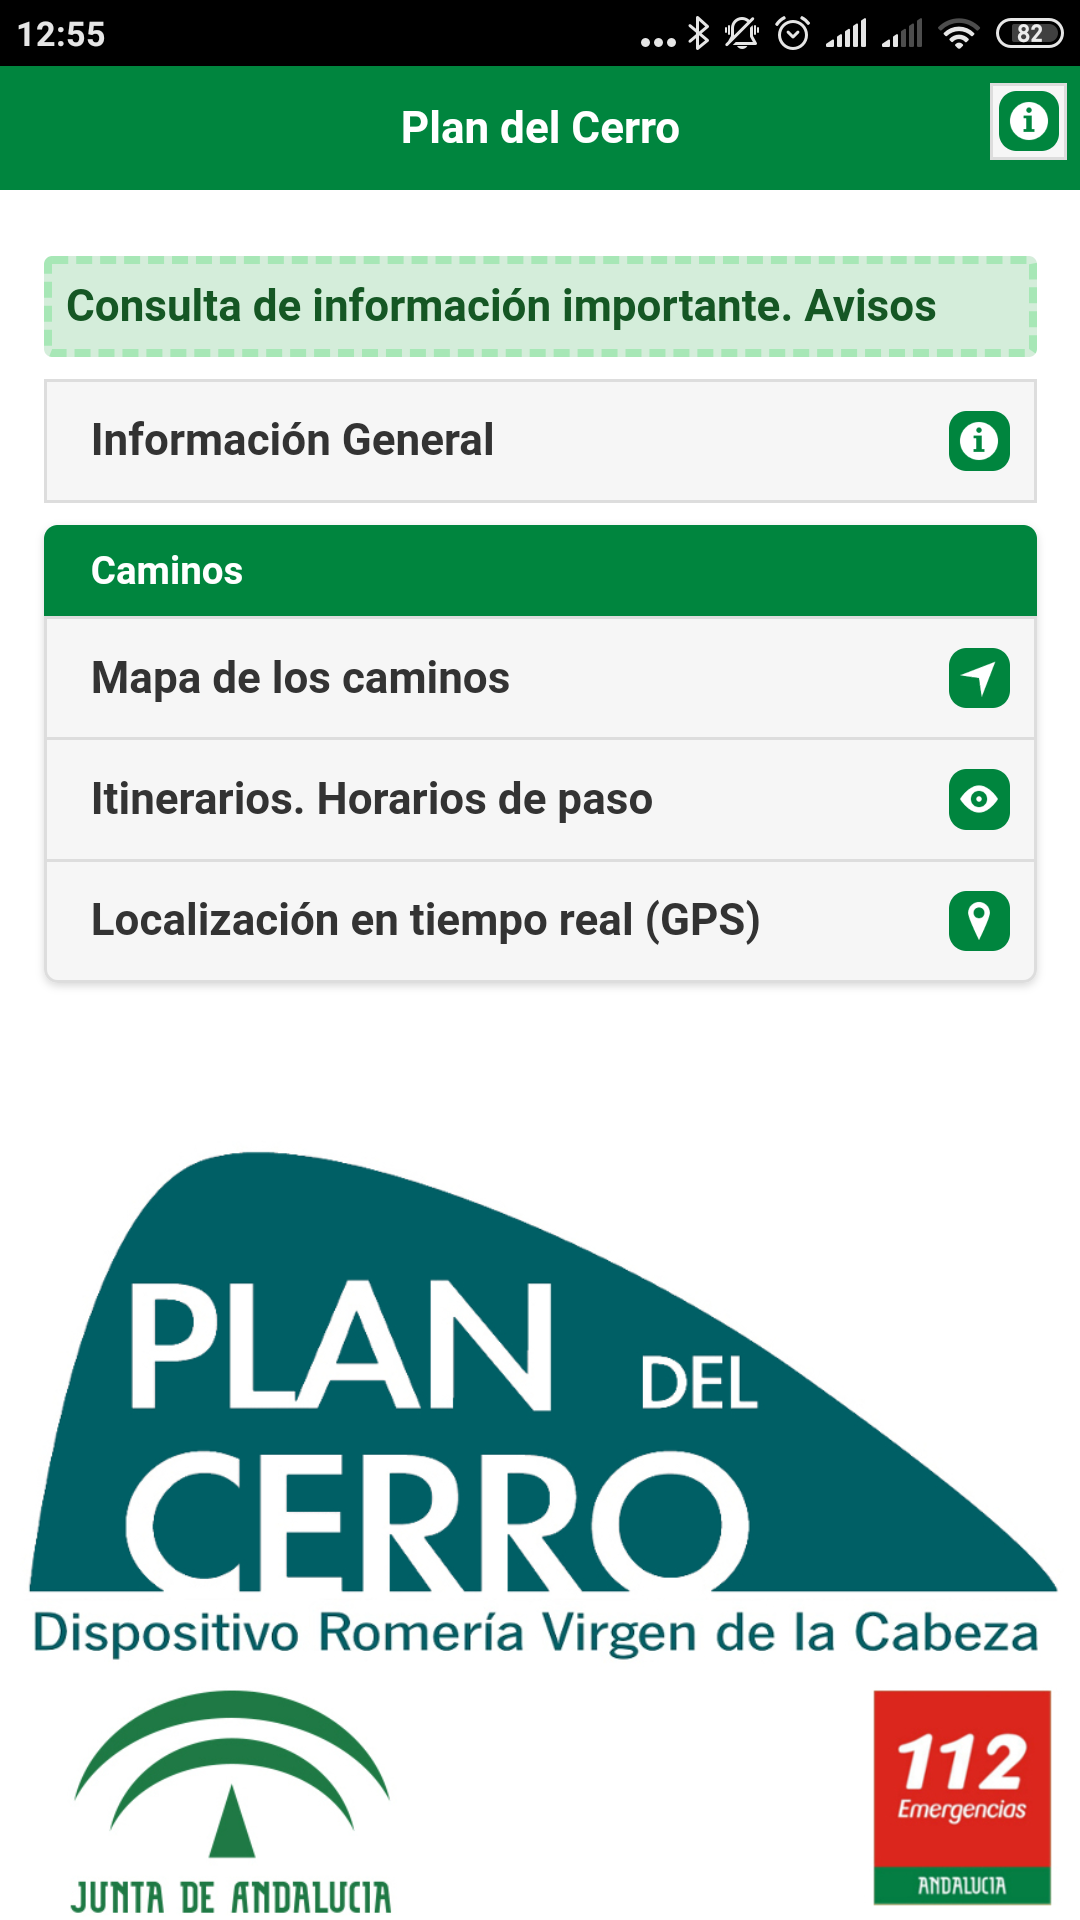 12:55
82
Plan del Cerro
Consulta de información importante. Avisos
Información General
Caminos
Mapa de los caminos
Itinerarios. Horarios de paso
Localización en tiempo real (GPS)
PLAN DEL
CERRO
Dispositivo Romería Virgen de la Cabeza
112
Emergencias
ANDALUCIA
JUNTA DE ANDALUCIA